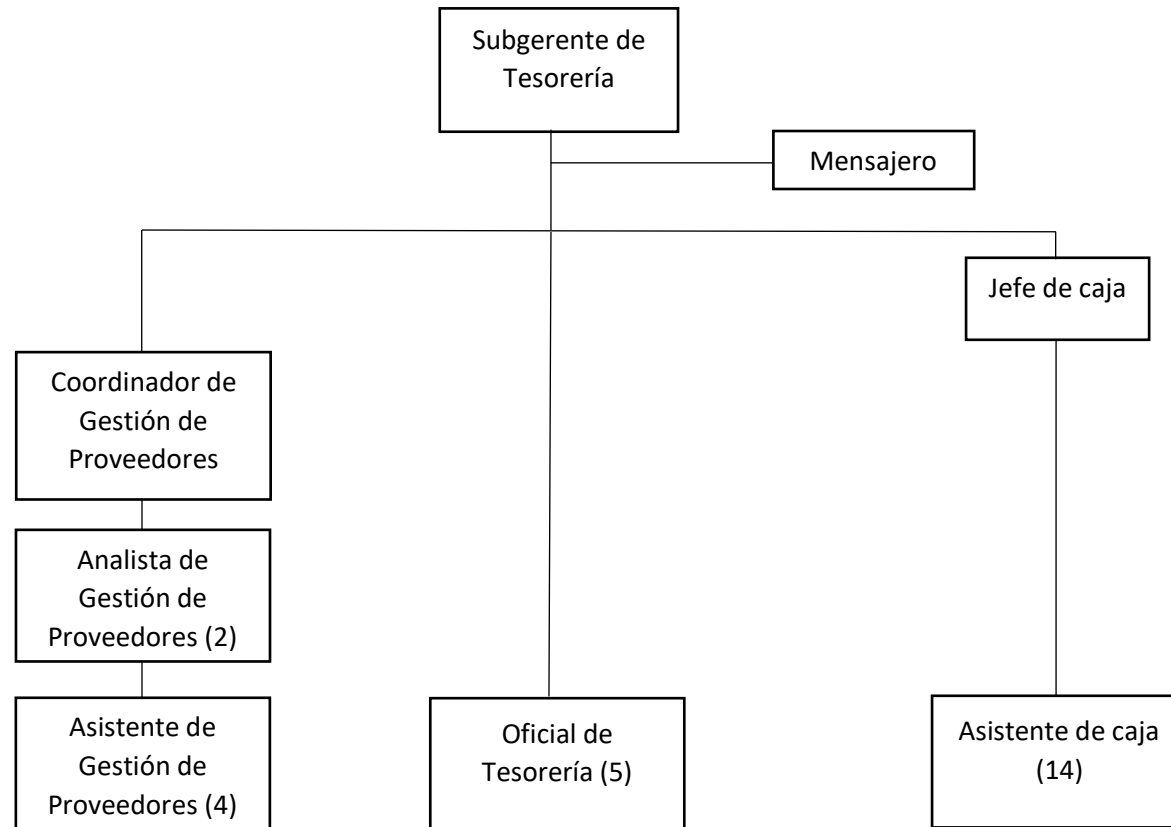 Subgerente de
Tesorería
Mensajero
Jefe de caja
Coordinador de
Gestión de
Proveedores
Analista de
Gestión de
Proveedores (2)
Asistente de
Gestión de
Proveedores (4)
Oficial de
Tesorería (5)
Asistente de caja
(14)